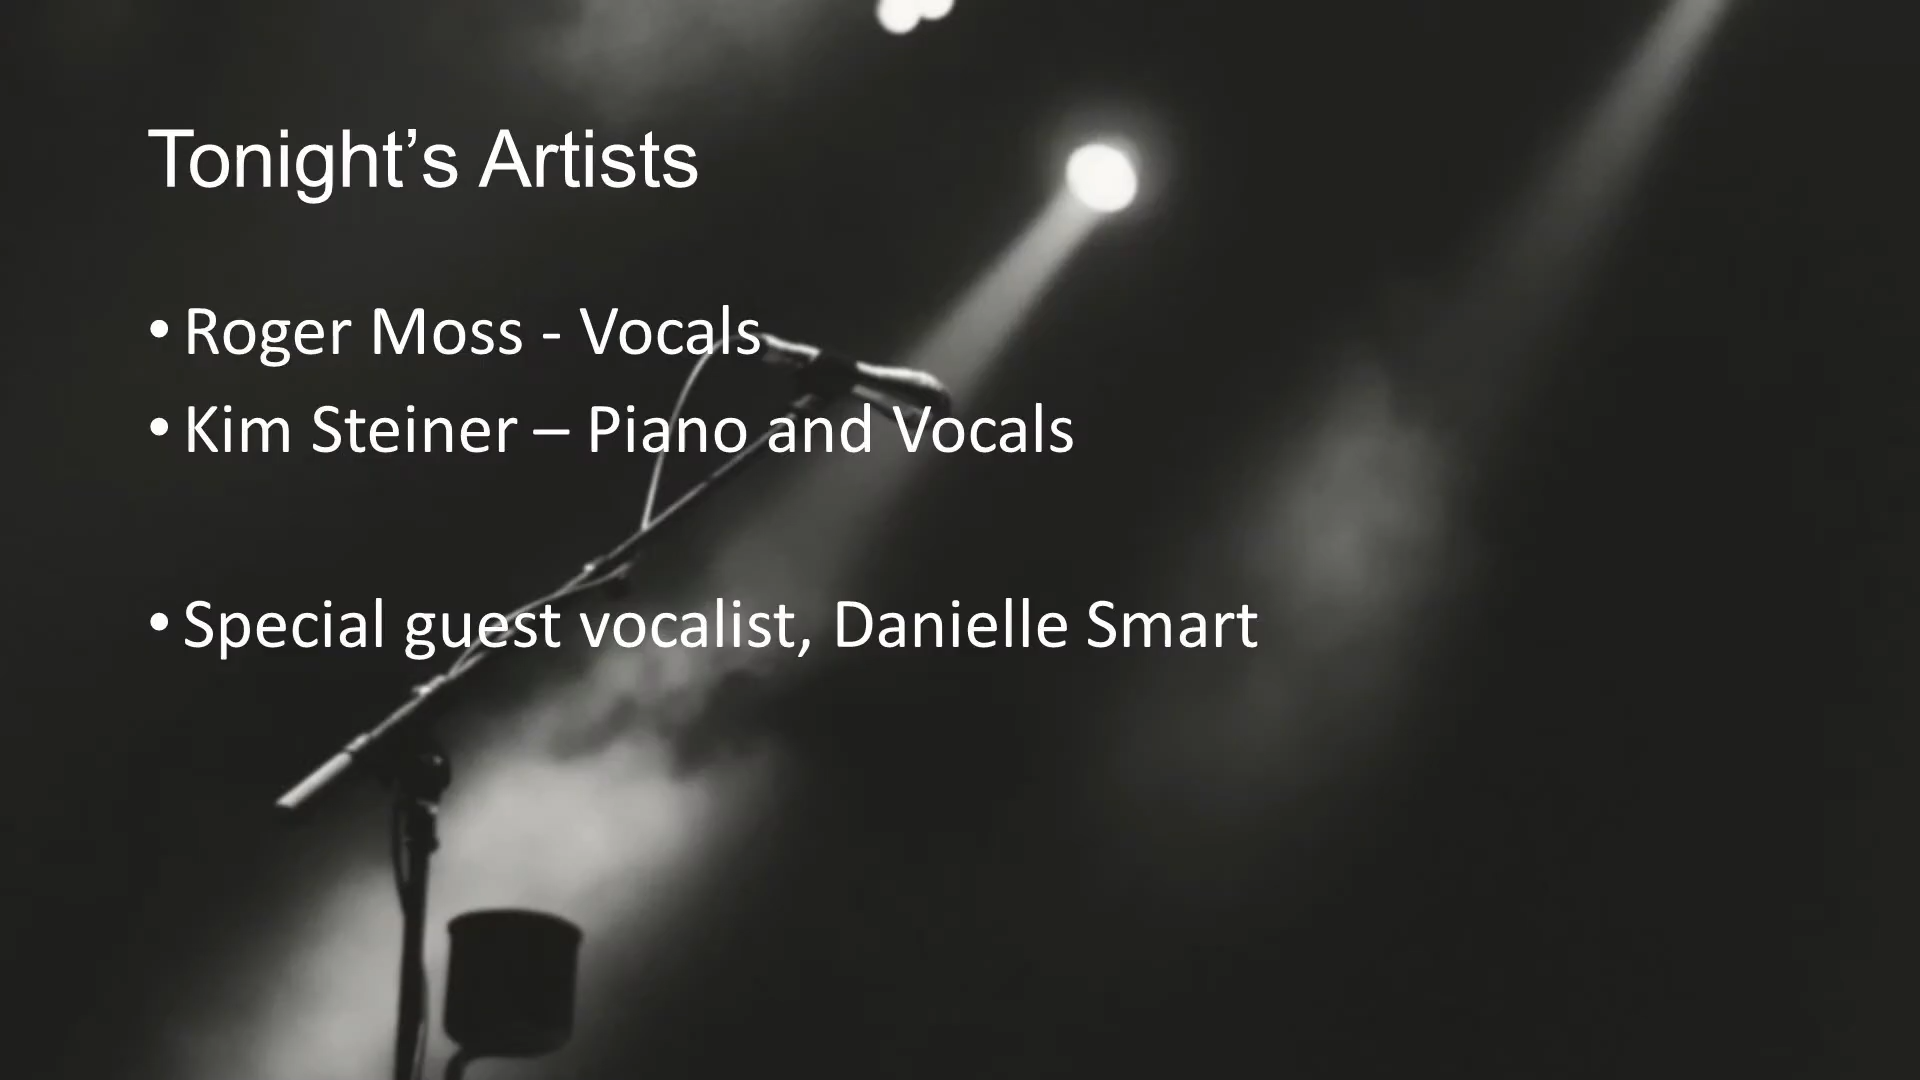 Tonight’s Artists
• Roger Moss - Vocals
• Kim Steiner – Piano and Vocals
• Special guest vocalist, Danielle Smart